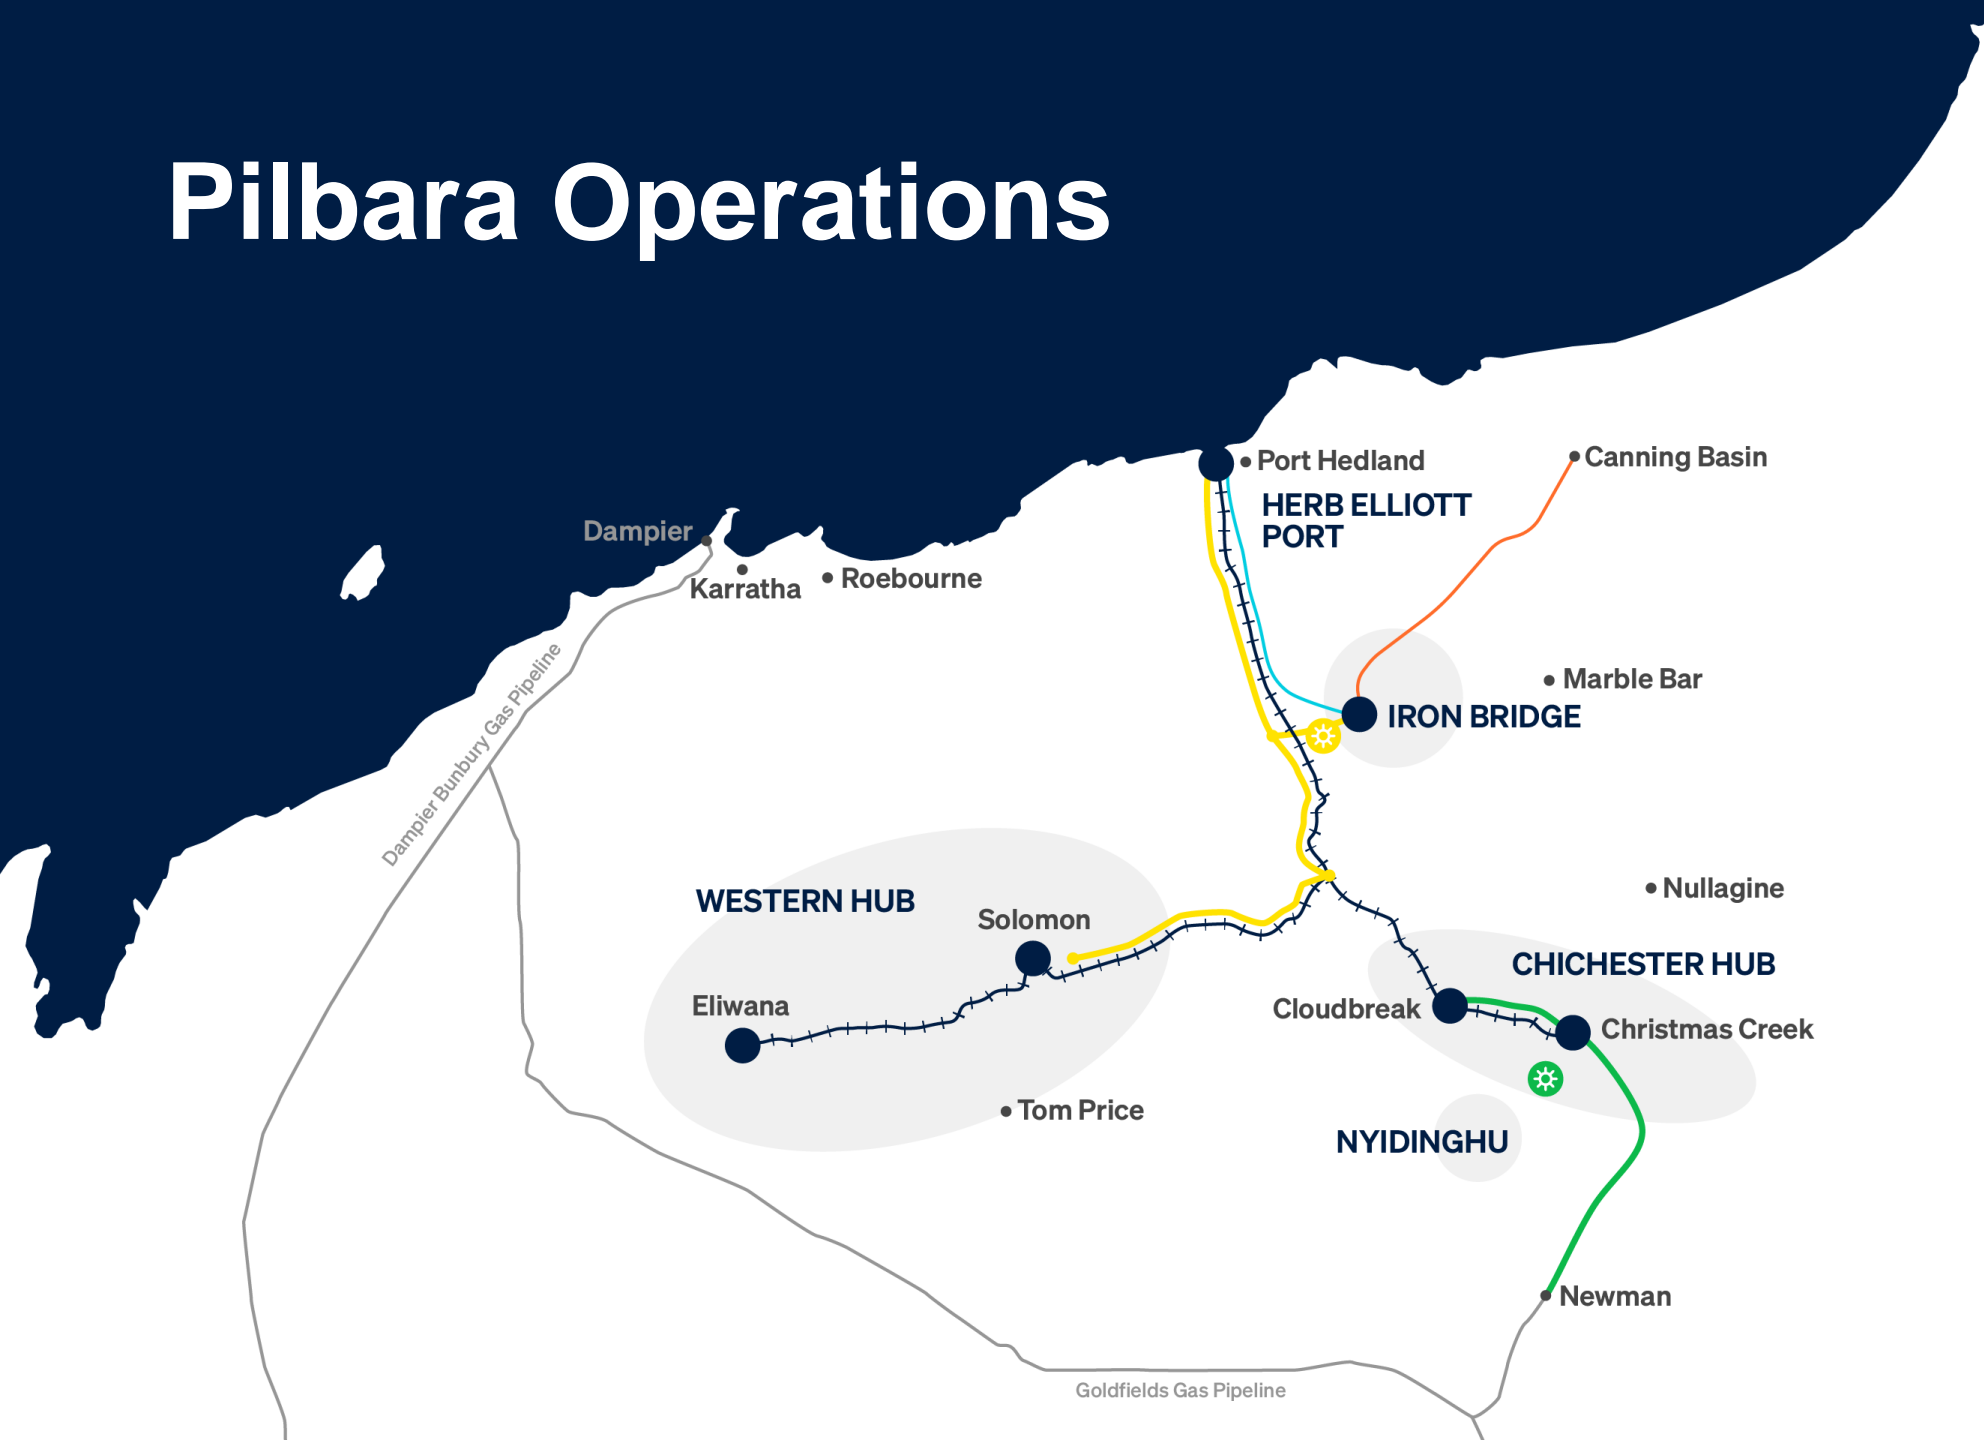 Pilbara Operations
Port Hedland
Canning Basin
HERB ELLIOTT
PORT
Dampier
Karratha
Roebourne
Dampier Bunbury Gas Pipeline
Marble Bar
IRON BRIDGE
WESTERN HUB
Solomon
Nullagine
CHICHESTER HUB
Eliwana
Cloudbreak
Christmas Creek
Tom Price
NYIDINGHU
Newman
Goldfields Gas Pipeline